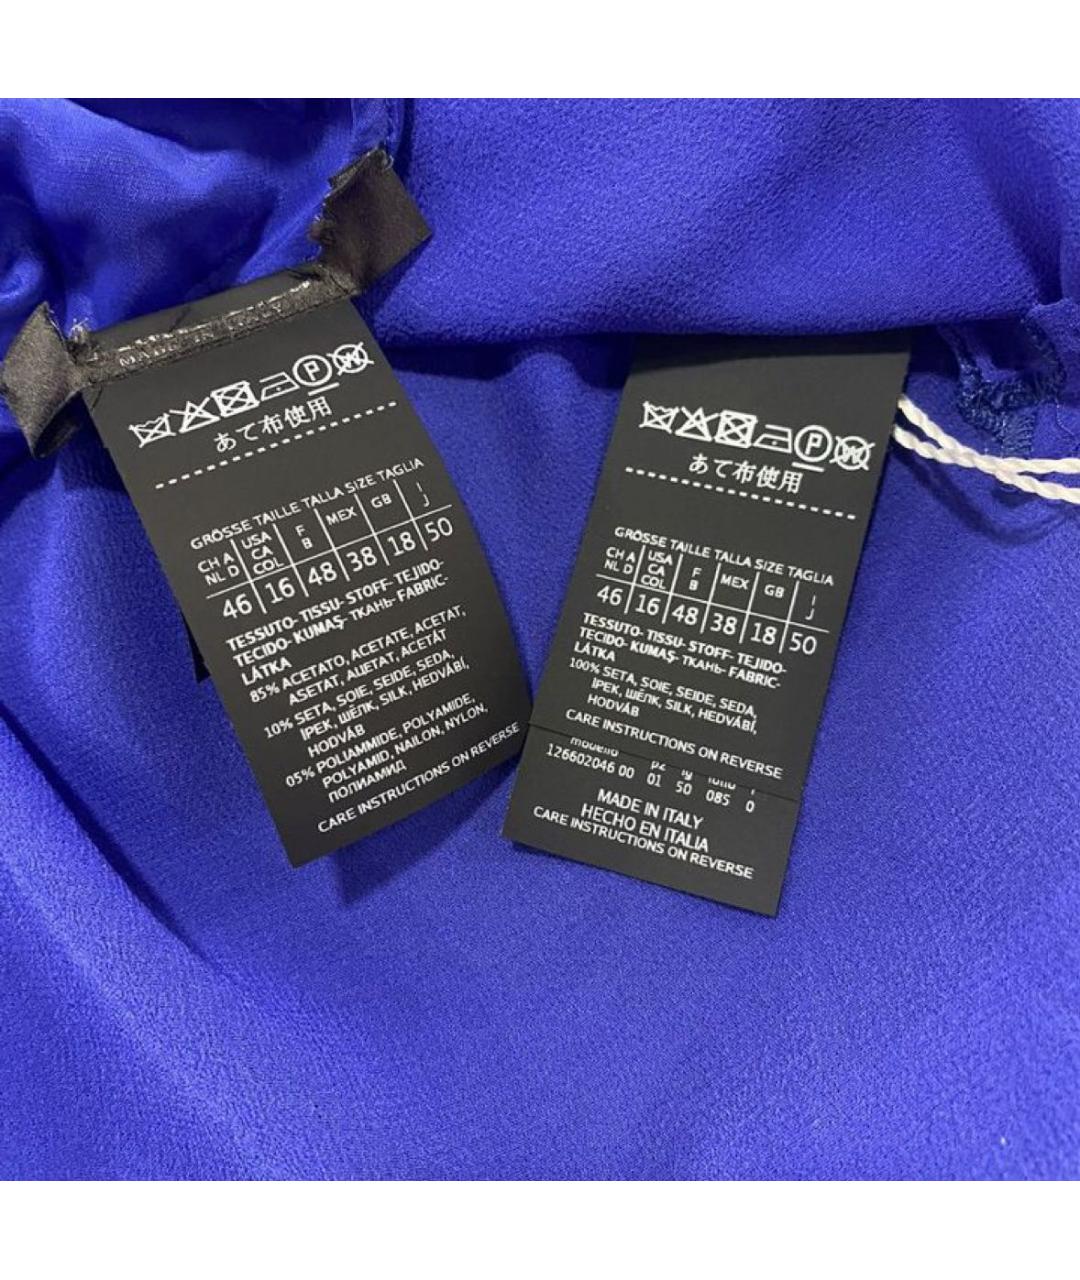 MADE IN ITALY
あて布使用
GRÖSSE TAILLE TALLA SIZE TAGLIA
CH A NL D USA CA COL F B MEX GB I J
46 16 48 38 18 50
TESSUTO- TISSU- STOFF- TEJIDO-
TECIDO- KUMAŞ- ТКАНЬ- FABRIC-
LÁTKA
85% ACETATO, ACETATE, ACETAT,
ASETAT, АЦЕТАТ, ACETÁT
10% SETA, SOIE, SEIDE, SEDA,
İPEK, ШЁЛК, SILK, HEDVÁBÍ,
HODVÁB
05% POLIAMMIDE, POLYAMIDE,
POLYAMID, NAILON, NYLON,
ПОЛИАМИД
CARE INSTRUCTIONS ON REVERSE
あて布使用
GRÖSSE TAILLE TALLA SIZE TAGLIA
CH A NL D USA CA COL F B MEX GB I J
46 16 48 38 18 50
TESSUTO- TISSU- STOFF- TEJIDO-
TECIDO- KUMAŞ- ТКАНЬ- FABRIC-
LÁTKA
100% SETA, SOIE, SEIDE, SEDA,
İPEK, ШЁЛК, SILK, HEDVÁBÍ,
HODVÁB
CARE INSTRUCTIONS ON REVERSE
modello pz tg
126602046 00 01 50 085 0
MADE IN ITALY
HECHO EN ITALIA
CARE INSTRUCTIONS ON REVERSE